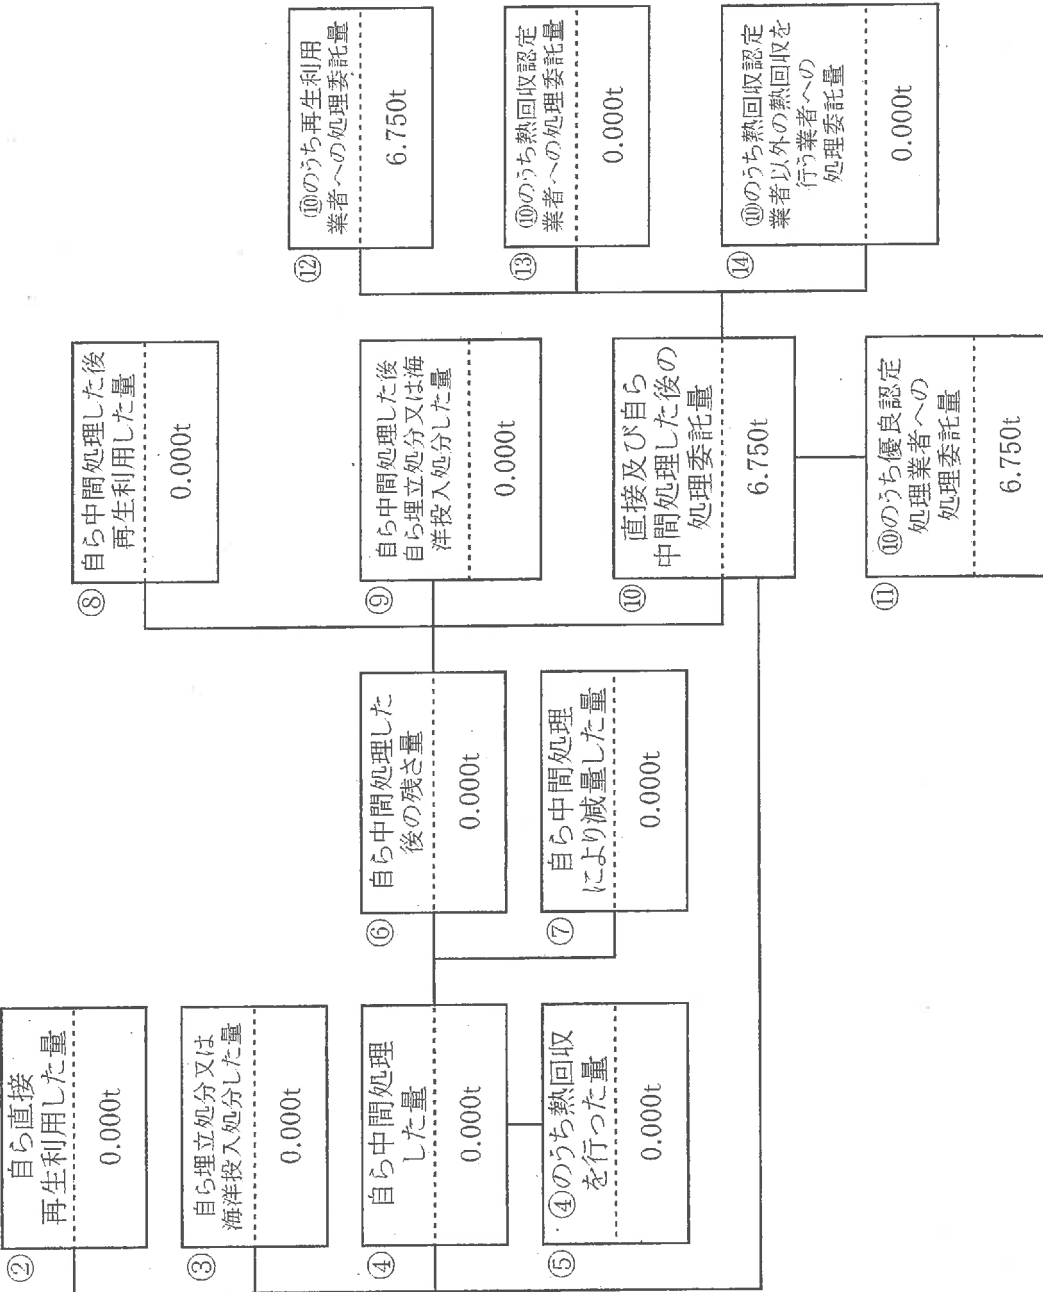 ②
自ら直接
再生利用した量
0.000t
③
自ら埋立処分又は
海洋投入処分した量
0.000t
④
自ら中間処理
した量
0.000t
⑤
④のうち熱回収
を行った量
0.000t
⑥
自ら中間処理した
後の残さ量
0.000t
⑦
自ら中間処理
により減量した量
0.000t
⑧
自ら中間処理した後
再生利用した量
0.000t
⑨
自ら中間処理した後
自ら埋立処分又は海
洋投入処分した量
0.000t
⑩
直接及び自ら
中間処理した後の
処理委託量
6.750t
⑪
⑩のうち優良認定
処理業者への
処理委託量
6.750t
⑫
⑩のうち再生利用
業者への処理委託量
6.750t
⑬
⑩のうち熱回収認定
業者への処理委託量
0.000t
⑭
⑩のうち熱回収認定
業者以外の熱回収を
行う業者への
処理委託量
0.000t